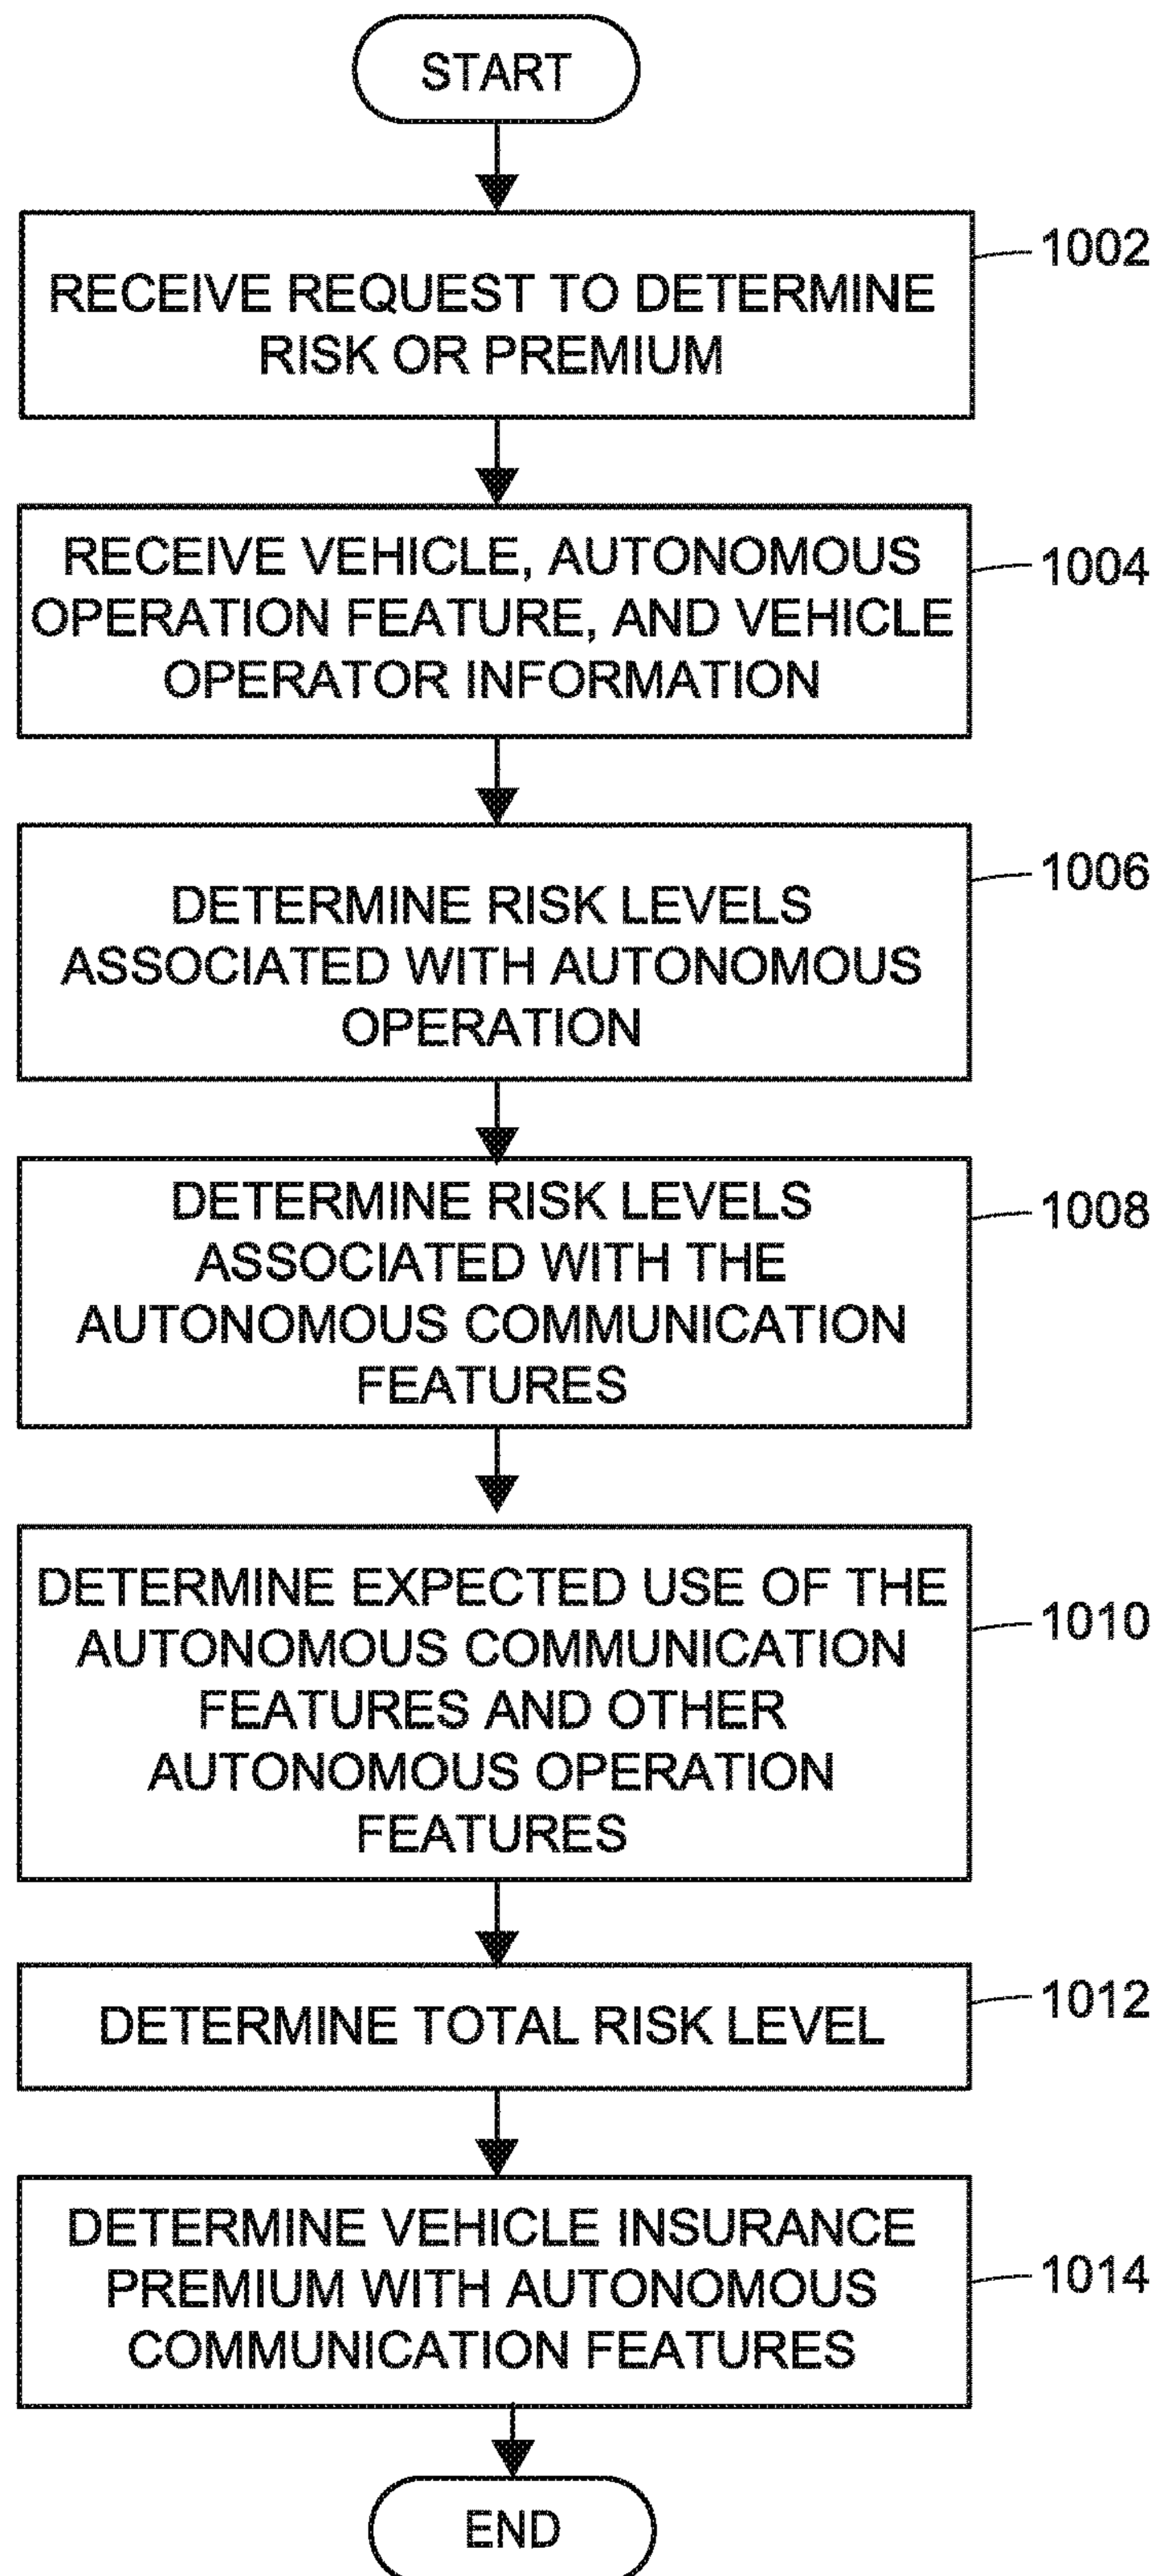 START
RECEIVE REQUEST TO DETERMINE
RISK OR PREMIUM
1002
RECEIVE VEHICLE, AUTONOMOUS
OPERATION FEATURE, AND VEHICLE
OPERATOR INFORMATION
1004
DETERMINE RISK LEVELS
ASSOCIATED WITH AUTONOMOUS
OPERATION
1006
DETERMINE RISK LEVELS
ASSOCIATED WITH THE
AUTONOMOUS COMMUNICATION
FEATURES
1008
DETERMINE EXPECTED USE OF THE
AUTONOMOUS COMMUNICATION
FEATURES AND OTHER
AUTONOMOUS OPERATION
FEATURES
1010
DETERMINE TOTAL RISK LEVEL
1012
DETERMINE VEHICLE INSURANCE
PREMIUM WITH AUTONOMOUS
COMMUNICATION FEATURES
1014
END